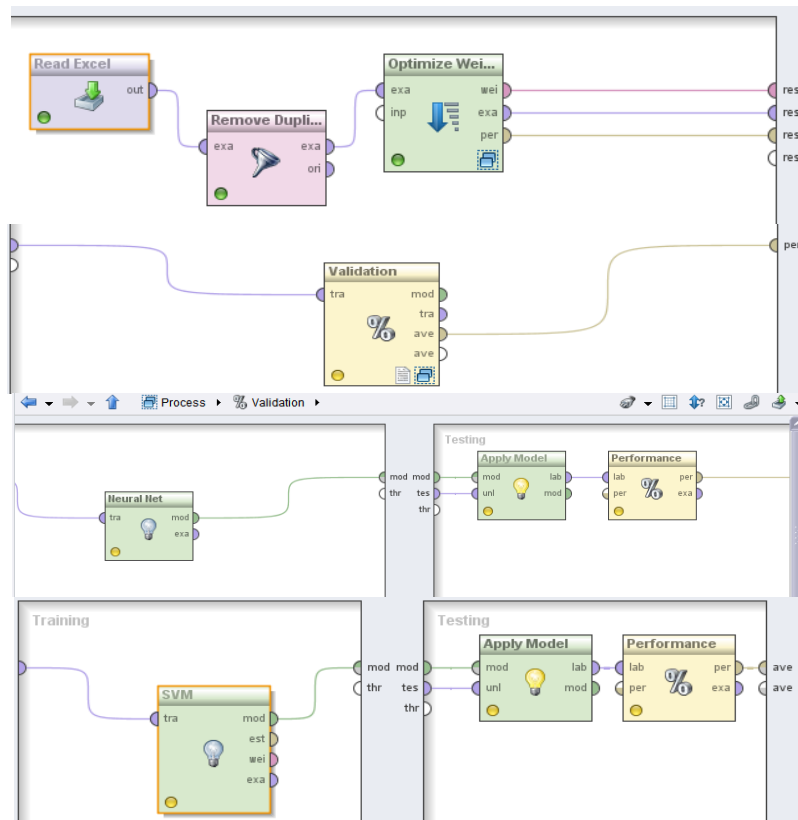 Read Excel
out
Remove Dupli...
exa exa
ori
Optimize Wei...
exa wei
inp exa
per
res
res
res
res
Validation
tra mod
tra
ave
ave
per
Process Validation
Neural Net
tra mod
exa
mod mod
thr tes
thr
Testing
Apply Model
mod lab
unl mod
Performance
lab per
per exa
Training
SVM
tra mod
est
wei
exa
mod mod
thr tes
thr
Testing
Apply Model
mod lab
unl mod
Performance
lab per
per exa
ave
ave